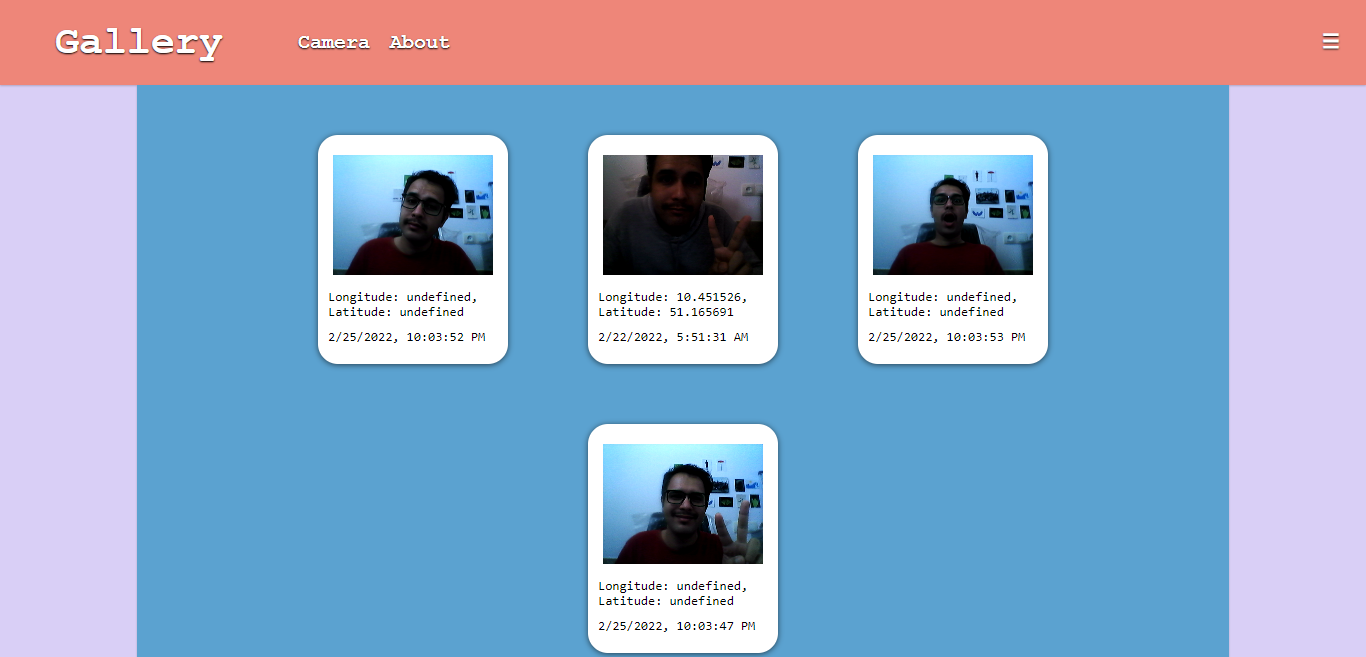 Gallery
Camera About
☰
Longitude: undefined,
Latitude: undefined
2/25/2022, 10:03:52 PM
Longitude: 10.451526,
Latitude: 51.165691
2/22/2022, 5:51:31 AM
Longitude: undefined,
Latitude: undefined
2/25/2022, 10:03:53 PM
Longitude: undefined,
Latitude: undefined
2/25/2022, 10:03:47 PM